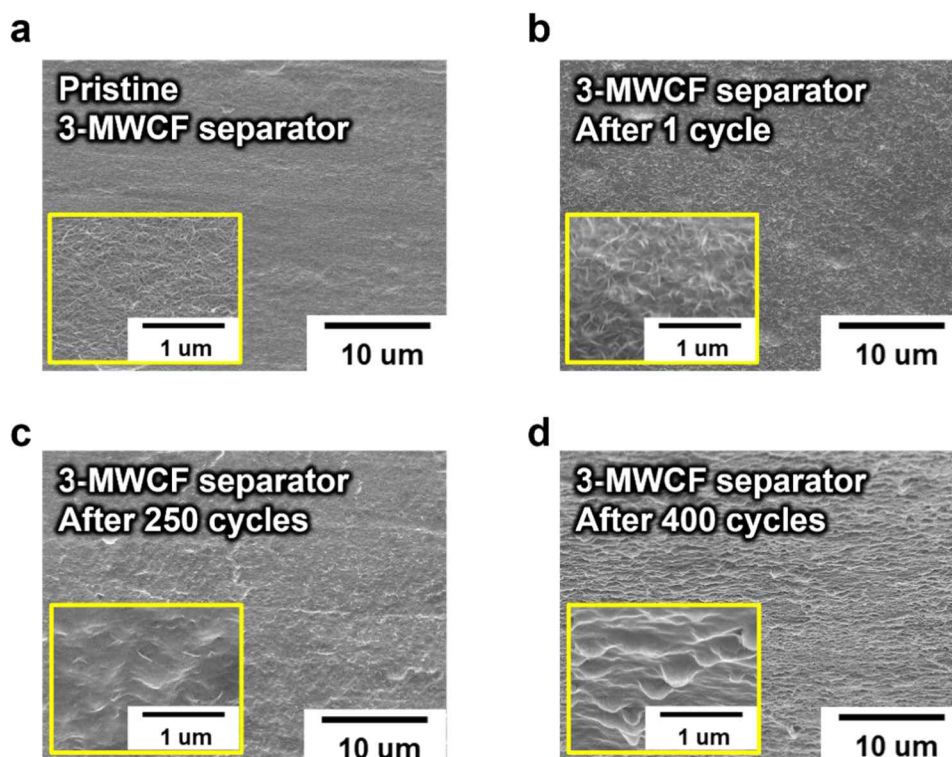 a
Pristine
3-MWCF separator
1 um
10 um
b
3-MWCF separator
After 1 cycle
1 um
10 um
c
3-MWCF separator
After 250 cycles
1 um
10 um
d
3-MWCF separator
After 400 cycles
1 um
10 um